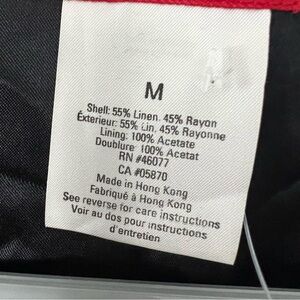 M
Shell: 55% Linen. 45% Rayon
Extérieur: 55% Lin. 45% Rayonne
Lining: 100% Acetate
Doublure: 100% Acetat
RN #46077
CA #05870
Made in Hong Kong
Fabriqué à Hong Kong
See reverse for care instructions
Voir au dos pour instructions
d'entretien